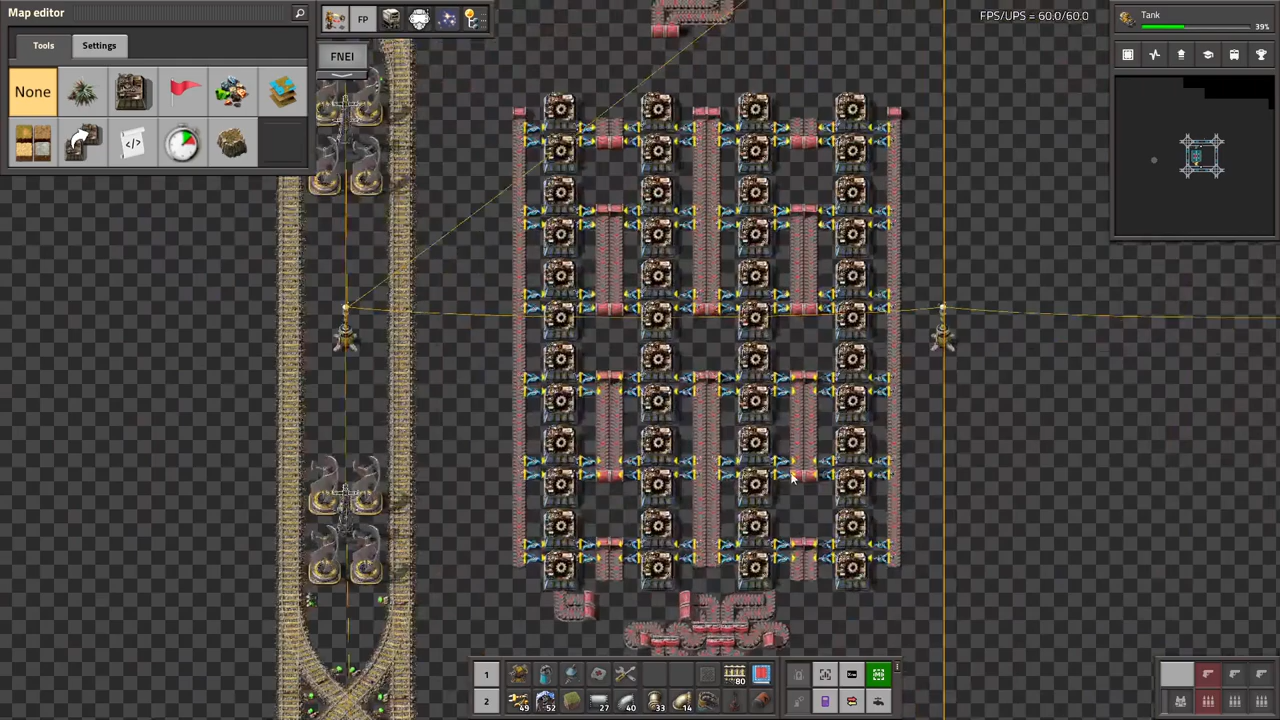 Map editor
FP
FPS/UPS = 60.0/60.0
Tank
39%
Tools
Settings
FNEI
None
</>
1
80
2
49
52
27
40
33
14